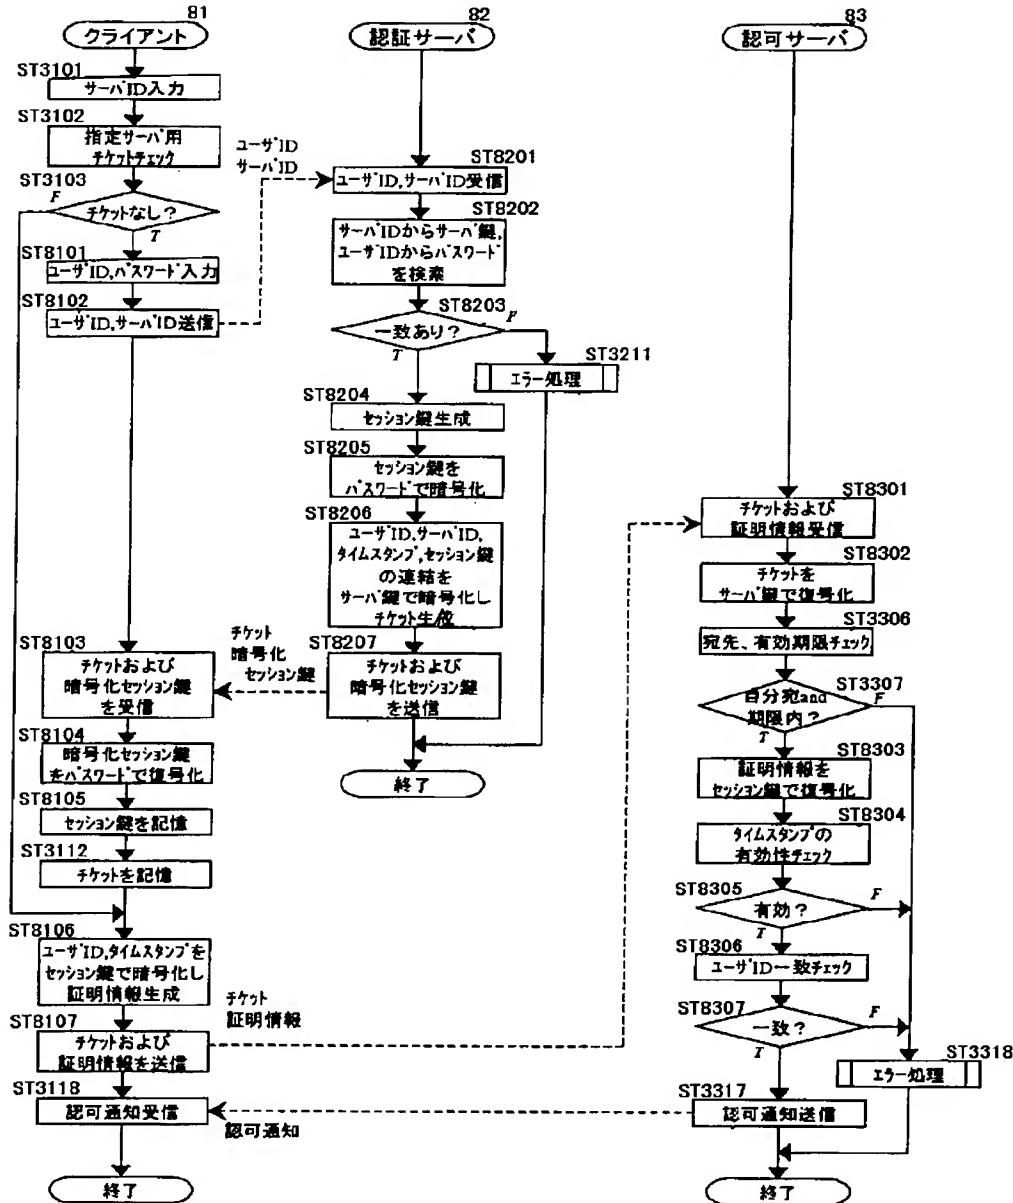 81
クライアント
ST3101
サーバID入力
ST3102
指定サーバ用
チケットチェック
ST3103
F
チケットなし?
T
ST8101
ユーザID,パスワード入力
ST8102
ユーザID,サーバID送信
ユーザID
サーバID
ST8103
チケットおよび
暗号化セッション鍵
を受信
ST8104
暗号化セッション鍵
をパスワードで復号化
ST8105
セッション鍵を記憶
ST3112
チケットを記憶
ST8106
ユーザID,タイムスタンプを
セッション鍵で暗号化し
証明情報生成
ST8107
チケットおよび
証明情報を送信
ST3118
認可通知受信
終了
82
認証サーバ
ST8201
ユーザID,サーバID受信
ST8202
サーバIDからサーバ鍵,
ユーザIDからパスワード
を検索
ST8203
一致あり?
F
T
ST3211
エラー処理
ST8204
セッション鍵生成
ST8205
セッション鍵を
パスワードで暗号化
ST8206
ユーザID,サーバID,
タイムスタンプ,セッション鍵
の連結を
サーバ鍵で暗号化し
チケット生成
ST8207
チケットおよび
暗号化セッション鍵
を送信
チケット
暗号化
セッション鍵
終了
チケット
証明情報
認可通知
83
認可サーバ
ST8301
チケットおよび
証明情報受信
ST8302
チケットを
サーバ鍵で復号化
ST3306
宛先、有効期限チェック
ST3307
自分宛and
期限内?
F
T
ST8303
証明情報を
セッション鍵で復号化
ST8304
タイムスタンプの
有効性チェック
ST8305
有効?
F
T
ST8306
ユーザID一致チェック
ST8307
一致?
F
T
ST3318
エラー処理
ST3317
認可通知送信
終了